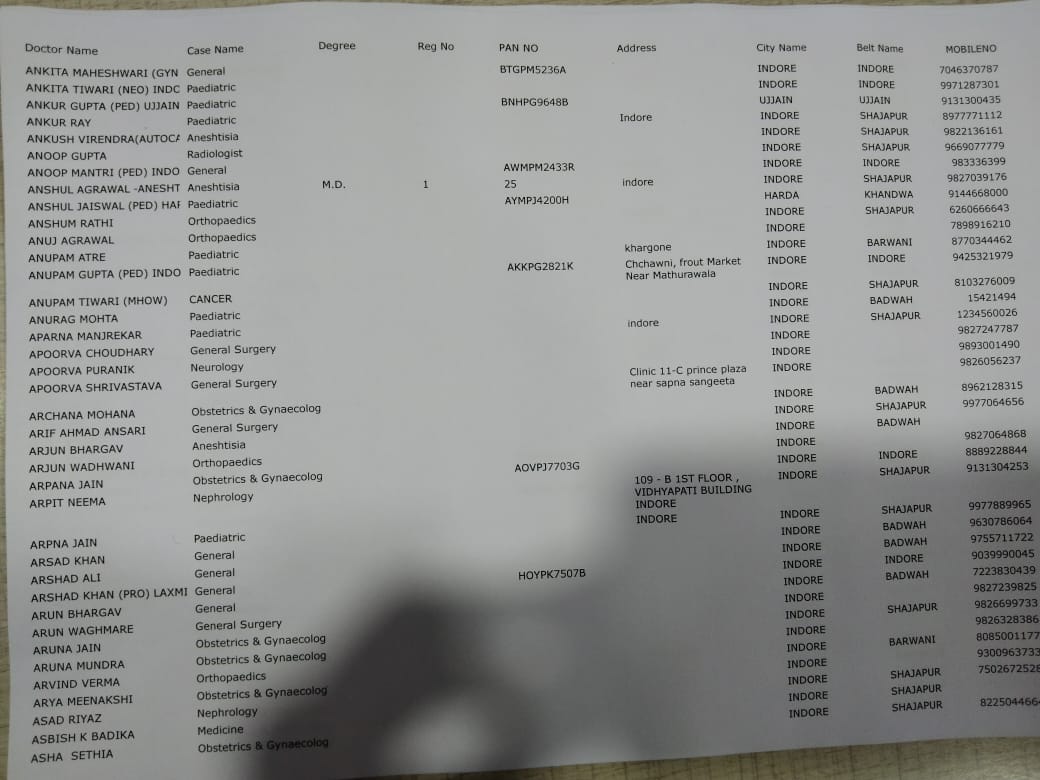 Doctor Name Case Name Degree Reg No PAN NO Address City Name Belt Name MOBILENO
ANKITA MAHESHWARI (GYN General BTGPM5236A INDORE INDORE 7046370787
ANKITA TIWARI (NEO) INDC Paediatric INDORE INDORE 9971287301
ANKUR GUPTA (PED) UJJAIN Paediatric BNHPG9648B UJJAIN UJJAIN 9131300435
ANKUR RAY Paediatric Indore INDORE SHAJAPUR 8977771112
ANKUSH VIRENDRA(AUTOCA Aneshtisia INDORE SHAJAPUR 9822136161
ANOOP GUPTA Radiologist INDORE SHAJAPUR 9669077779
ANOOP MANTRI (PED) INDO General AWMPM2433R INDORE INDORE 983336399
ANSHUL AGRAWAL -ANESHT Aneshtisia M.D. 1 25 indore INDORE SHAJAPUR 9827039176
ANSHUL JAISWAL (PED) HAF Paediatric AYMPJ4200H HARDA KHANDWA 9144668000
ANSHUM RATHI Orthopaedics INDORE SHAJAPUR 6260666643
ANUJ AGRAWAL Orthopaedics INDORE 7898916210
ANUPAM ATRE Paediatric khargone INDORE BARWANI 8770344462
ANUPAM GUPTA (PED) INDO Paediatric AKKPG2821K Chchawni, frout Market INDORE INDORE 9425321979
Near Mathurawala
ANUPAM TIWARI (MHOW) CANCER INDORE SHAJAPUR 8103276009
ANURAG MOHTA Paediatric INDORE BADWAH 15421494
APARNA MANJREKAR Paediatric indore INDORE SHAJAPUR 1234560026
APOORVA CHOUDHARY General Surgery INDORE 9827247787
APOORVA PURANIK Neurology INDORE 9893001490
APOORVA SHRIVASTAVA General Surgery Clinic 11-C prince plaza INDORE 9826056237
near sapna sangeeta
ARCHANA MOHANA Obstetrics & Gynaecolog INDORE BADWAH 8962128315
ARIF AHMAD ANSARI General Surgery INDORE SHAJAPUR 9977064656
ARJUN BHARGAV Aneshtisia INDORE BADWAH
ARJUN WADHWANI Orthopaedics INDORE 9827064868
ARPANA JAIN Obstetrics & Gynaecolog AOVPJ7703G INDORE INDORE 8889228844
ARPIT NEEMA Nephrology 109 - B 1ST FLOOR , INDORE SHAJAPUR 9131304253
VIDHYAPATI BUILDING
INDORE
ARPNA JAIN Paediatric INDORE INDORE SHAJAPUR 9977889965
ARSAD KHAN General INDORE BADWAH 9630786064
ARSHAD ALI General INDORE BADWAH 9755711722
ARSHAD KHAN (PRO) LAXMI General HOYPK7507B INDORE INDORE 9039990045
ARUN BHARGAV General INDORE BADWAH 7223830439
ARUN WAGHMARE General Surgery INDORE 9827239825
ARUNA JAIN Obstetrics & Gynaecolog INDORE SHAJAPUR 9826699733
ARUNA MUNDRA Obstetrics & Gynaecolog INDORE 9826328386
ARVIND VERMA Orthopaedics INDORE BARWANI 8085001177
ARYA MEENAKSHI Obstetrics & Gynaecolog INDORE 9300963733
ASAD RIYAZ Nephrology INDORE SHAJAPUR 7502672528
ASBISH K BADIKA Medicine INDORE SHAJAPUR
ASHA SETHIA Obstetrics & Gynaecolog INDORE SHAJAPUR 8225044664